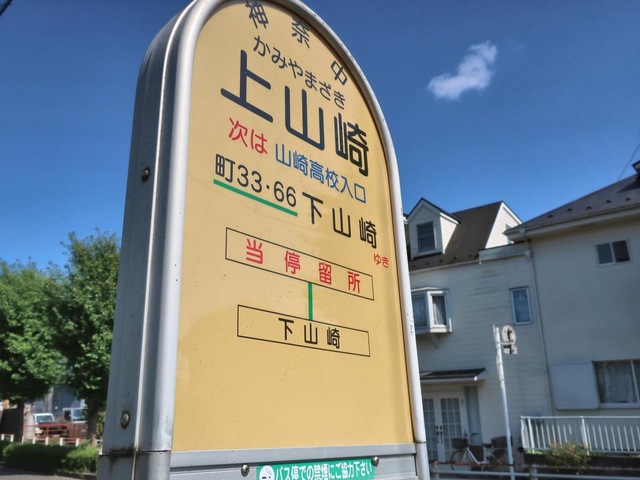 神奈中
かみやまざき
上山崎
次は 山崎高校入口
町33・66 下山崎 ゆき
当停留所
下山崎
バス停での禁煙にご協力下さい